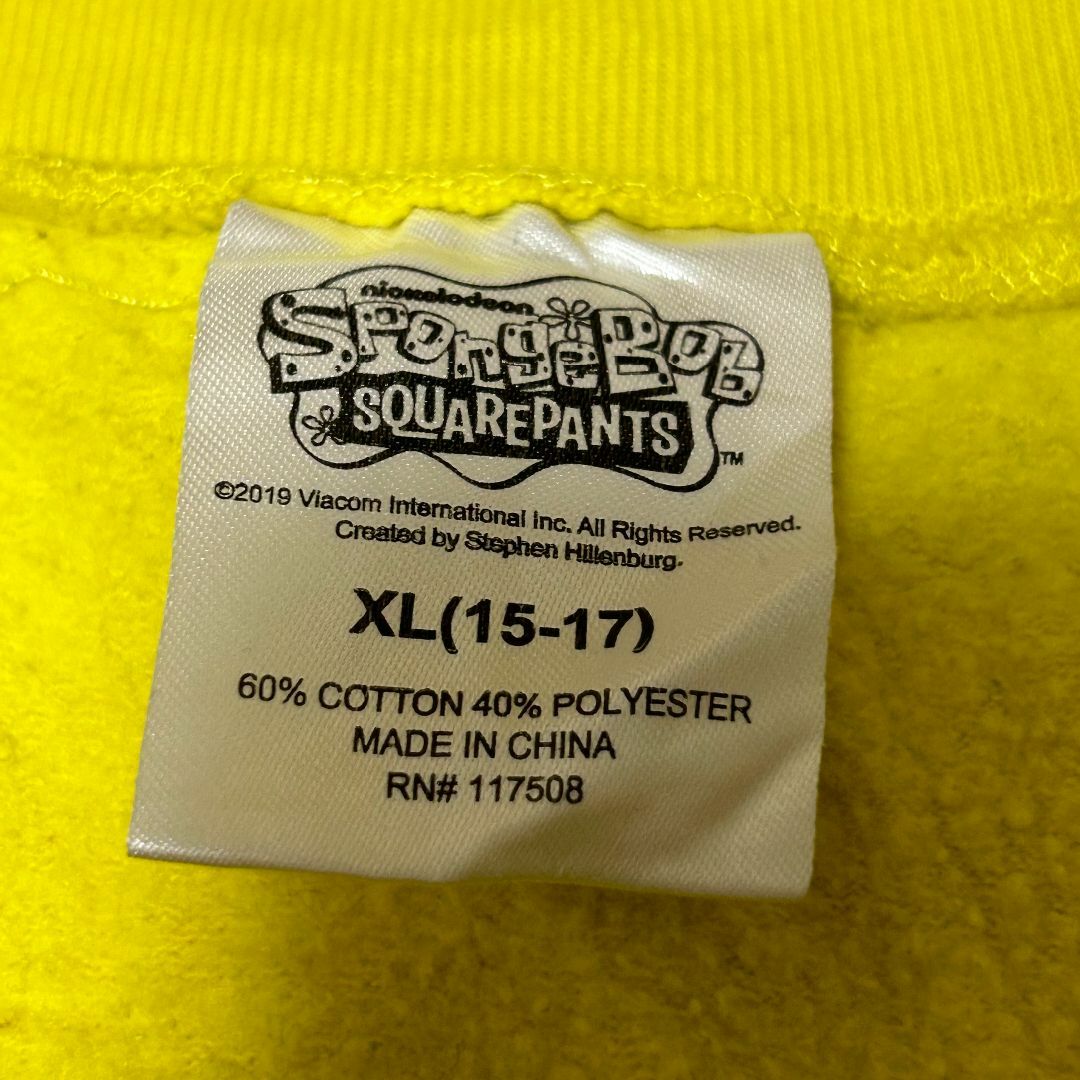 nickelodeon
SPONGEBOB
SQUAREPANTS
TM
©2019 Viacom International Inc. All Rights Reserved.
Created by Stephen Hillenburg.
XL(15-17)
60% COTTON 40% POLYESTER
MADE IN CHINA
RN# 117508